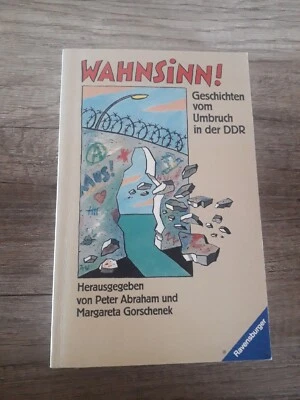 WAHNSiNN!
Geschichten
vom
Umbruch
in der DDR
Herausgegeben
von Peter Abraham und
Margareta Gorschenek
Ravensburger